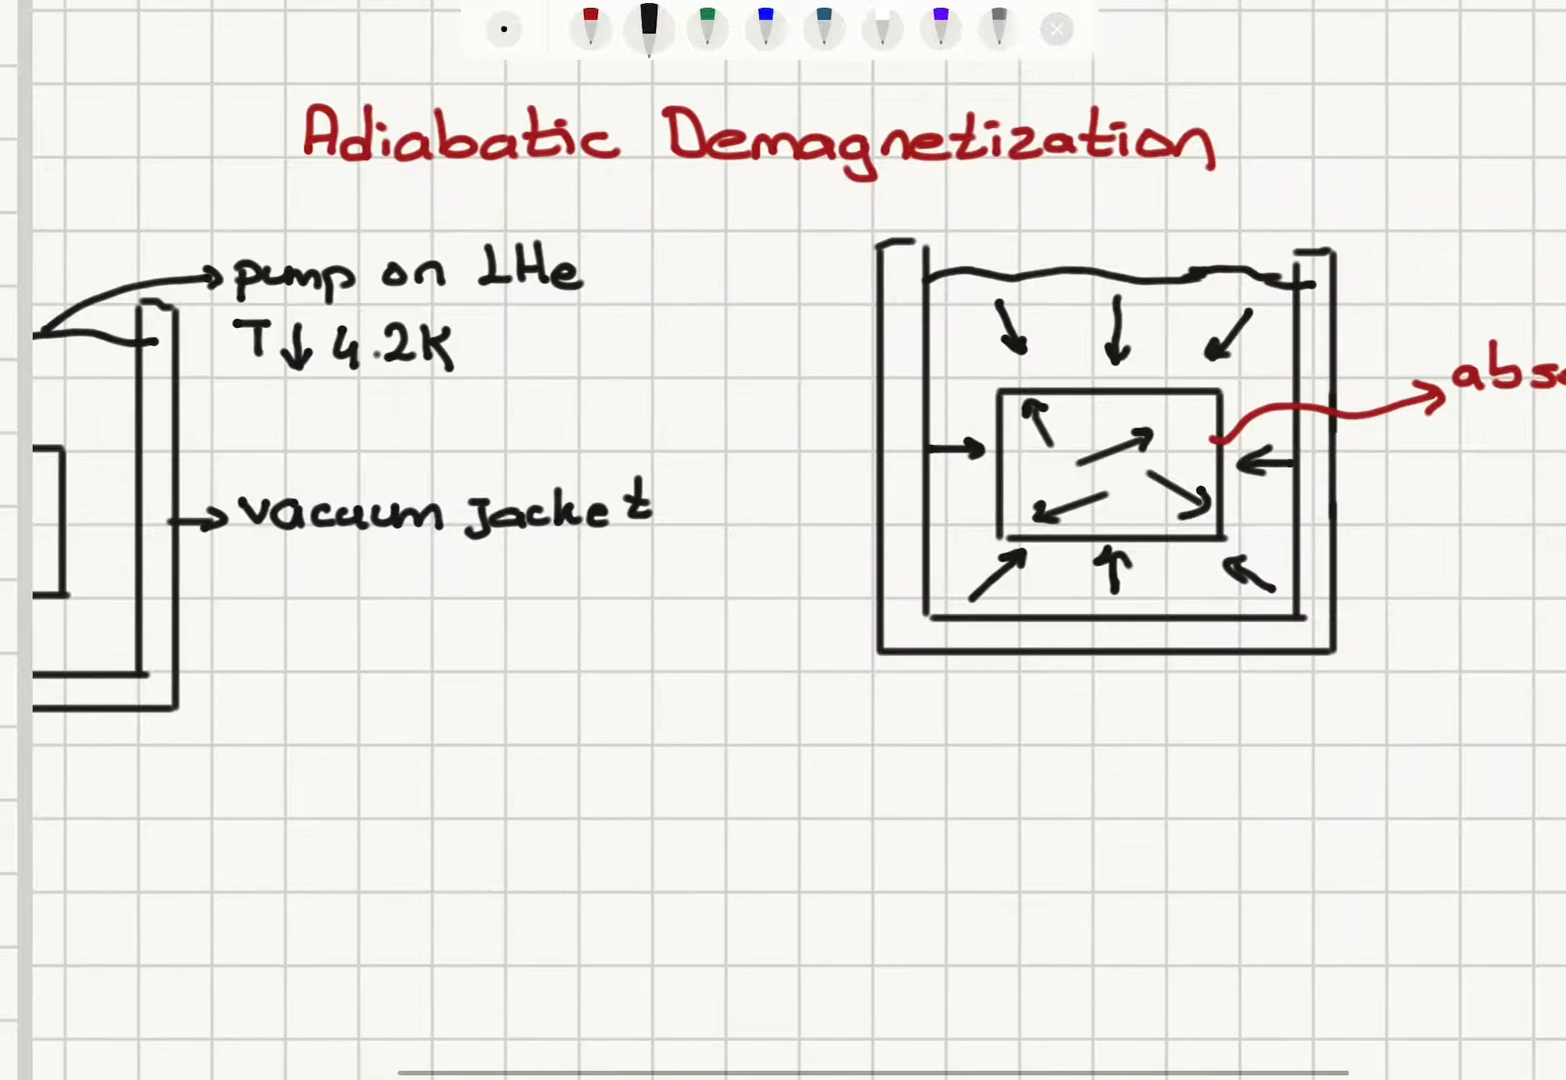 Adiabatic Demagnetization
pump on LHe
T↓ 4.2K
vacuum Jacket